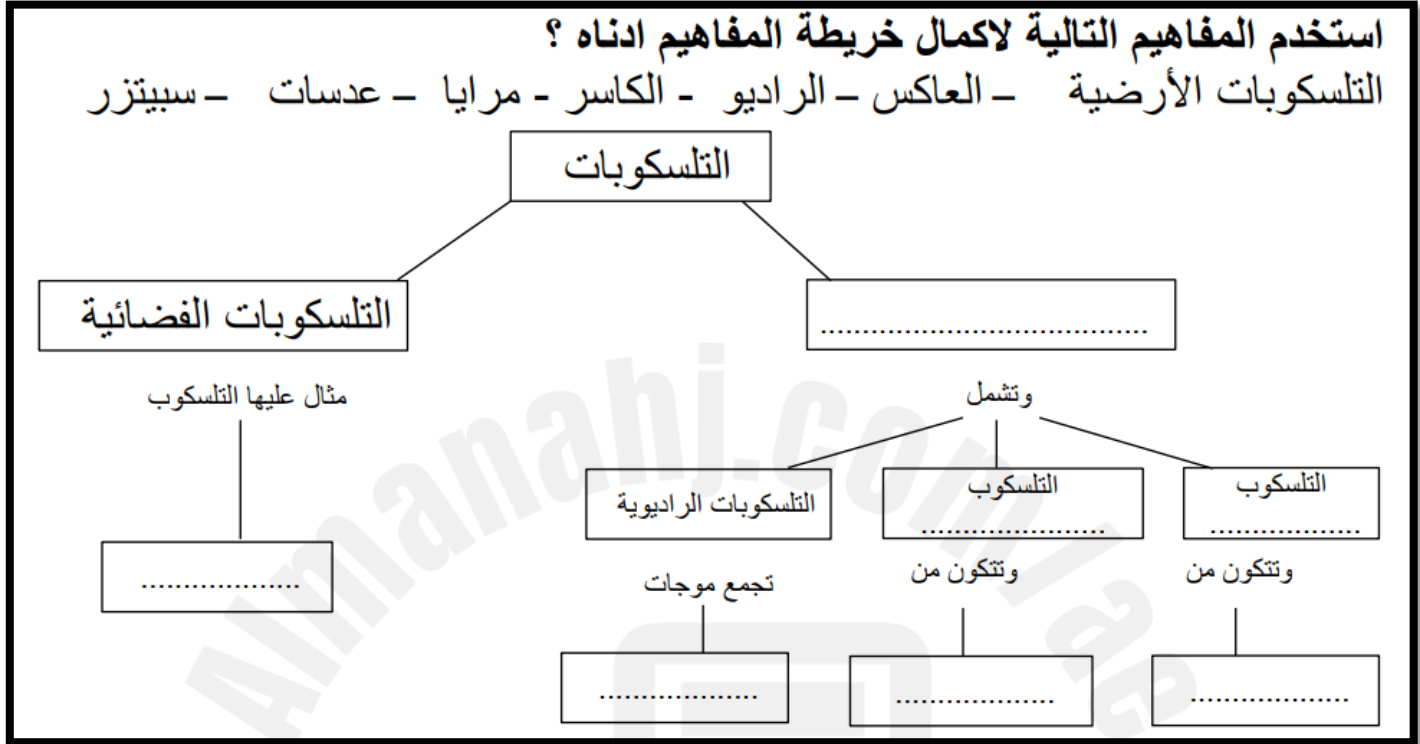 استخدم المفاهيم التالية لاكمال خريطة المفاهيم ادناه ؟
التلسكوبات الأرضية – العاكس – الراديو - الكاسر - مرايا – عدسات – سبيتزر
التلسكوبات
.......................................
التلسكوبات الفضائية
وتشمل
مثال عليها التلسكوب
التلسكوب
......................
التلسكوب
......................
التلسكوبات الراديوية
...................
وتتكون من
وتتكون من
تجمع موجات
...................
...................
...................
Almanahj.com/ae